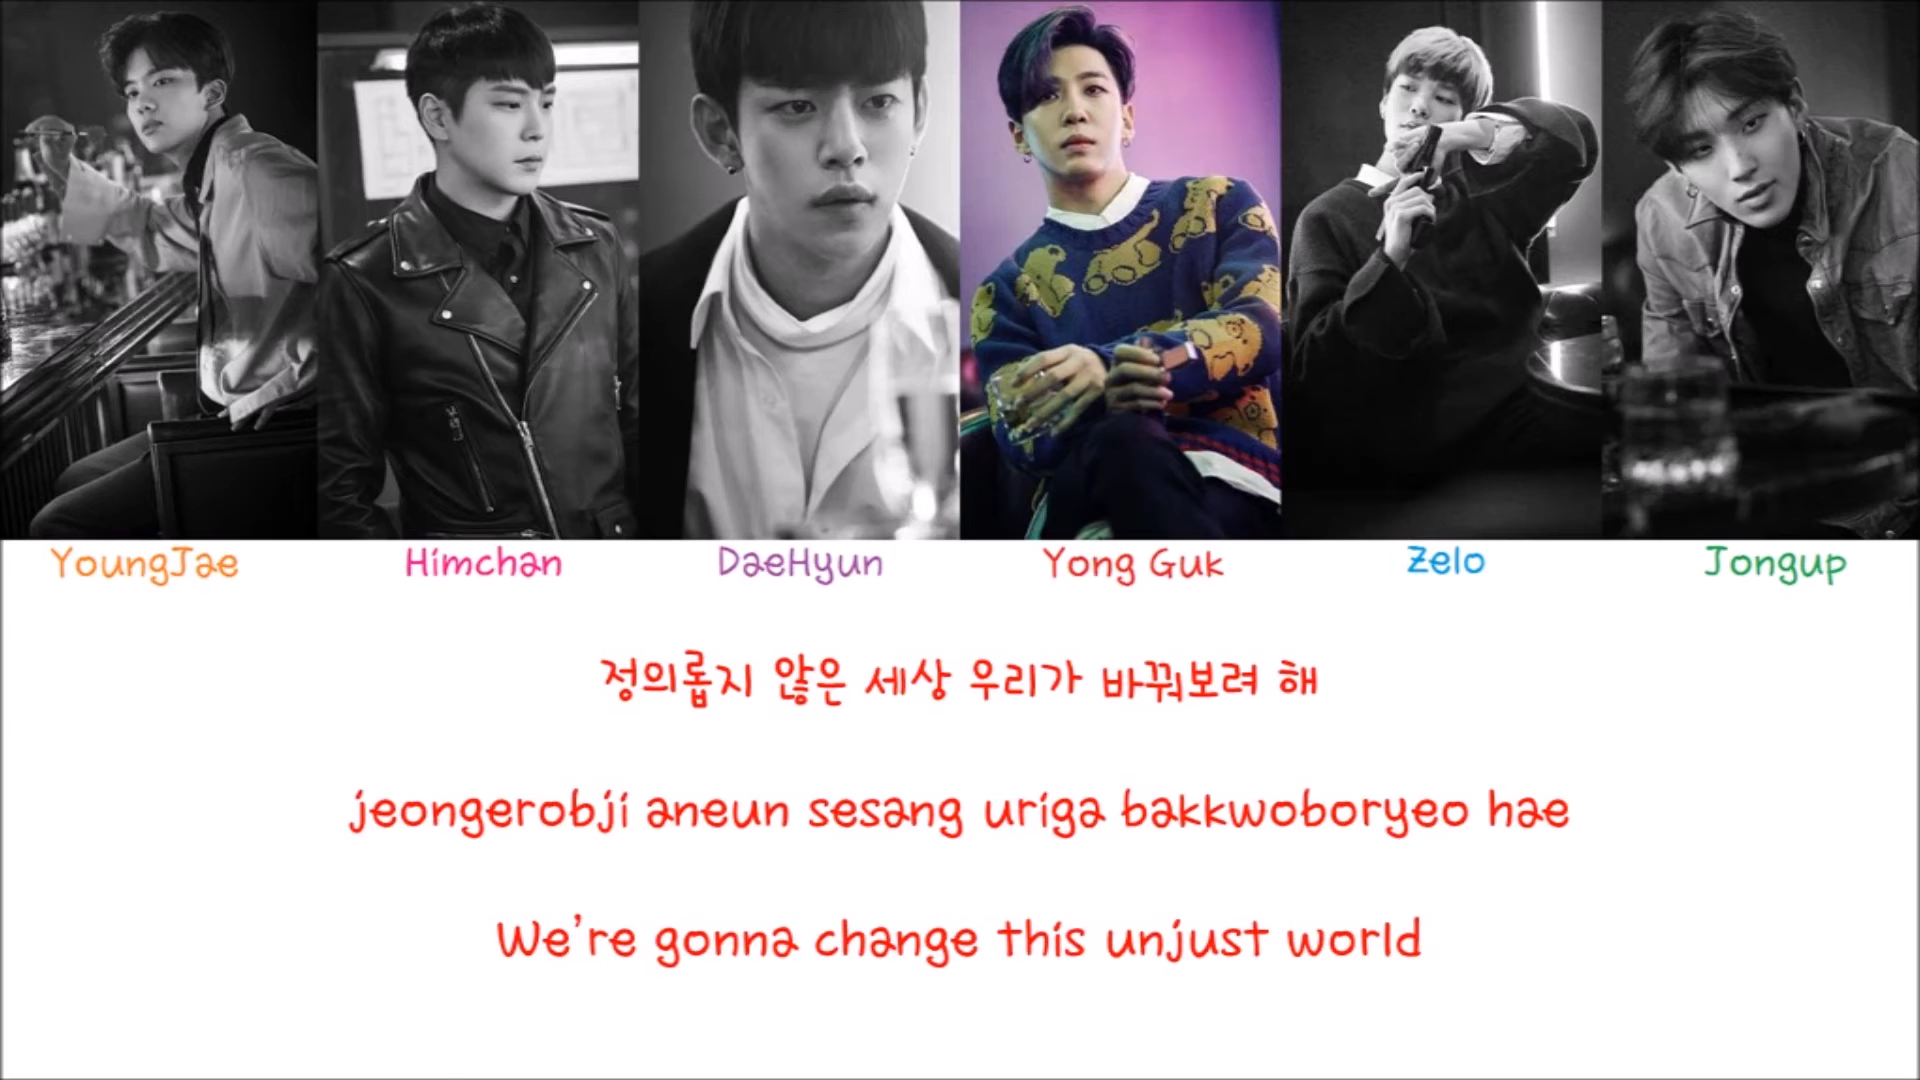 YoungJae Himchan DaeHyun Yong Guk Zelo Jongup
정의롭지 않은 세상 우리가 바꿔보려 해
jeongerobji aneun sesang uriga bakkwoboryeo hae
We're gonna change this unjust world